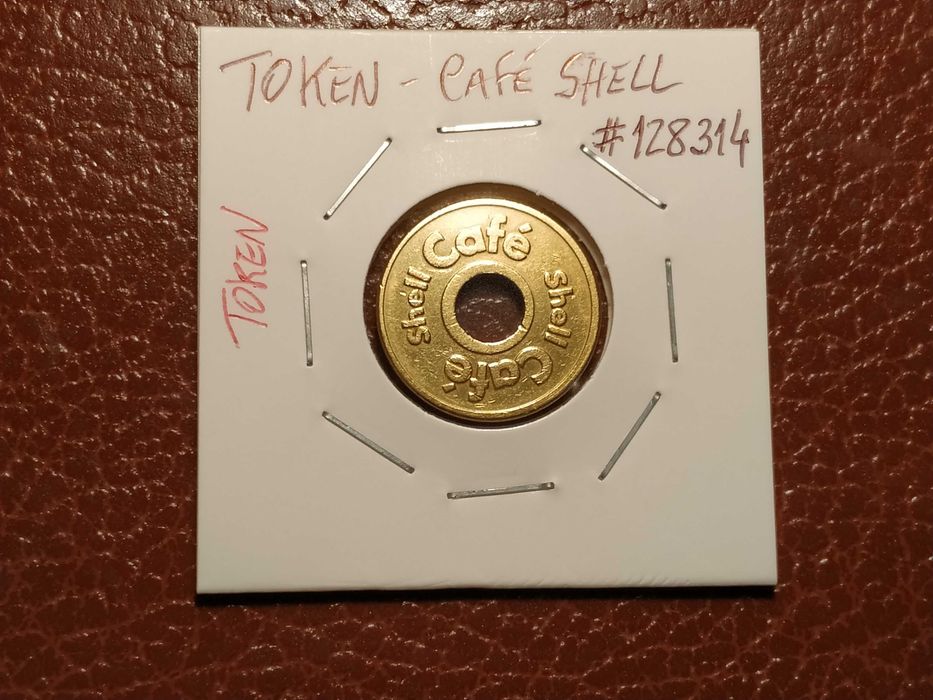 TOKEN - CAFÉ SHELL
#128314
TOKEN
Café
Shell
Shell
Café